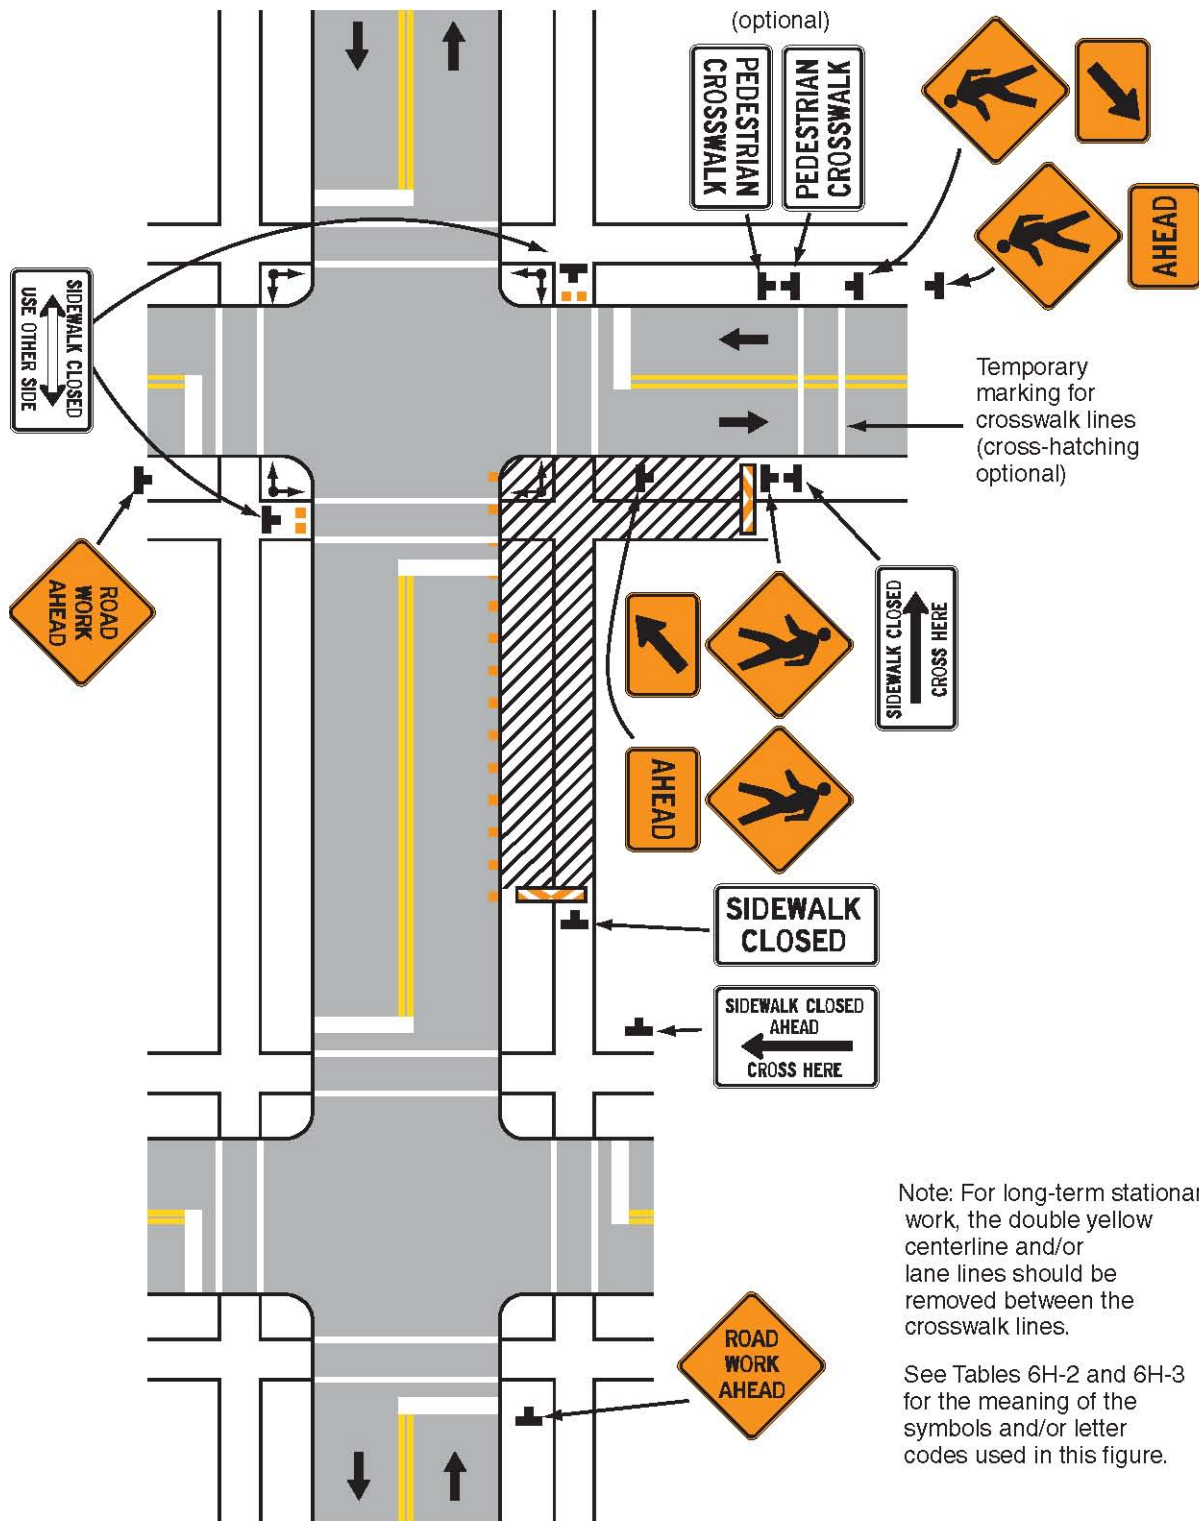 (optional)
PEDESTRIAN
CROSSWALK
PEDESTRIAN
CROSSWALK
AHEAD
SIDEWALK CLOSED
USE OTHER SIDE
Temporary
marking for
crosswalk lines
(cross-hatching
optional)
ROAD
WORK
AHEAD
SIDEWALK CLOSED
CROSS HERE
AHEAD
SIDEWALK
CLOSED
SIDEWALK CLOSED
AHEAD
CROSS HERE
Note: For long-term stationar
work, the double yellow
centerline and/or
lane lines should be
removed between the
crosswalk lines.
ROAD
WORK
AHEAD
See Tables 6H-2 and 6H-3
for the meaning of the
symbols and/or letter
codes used in this figure.